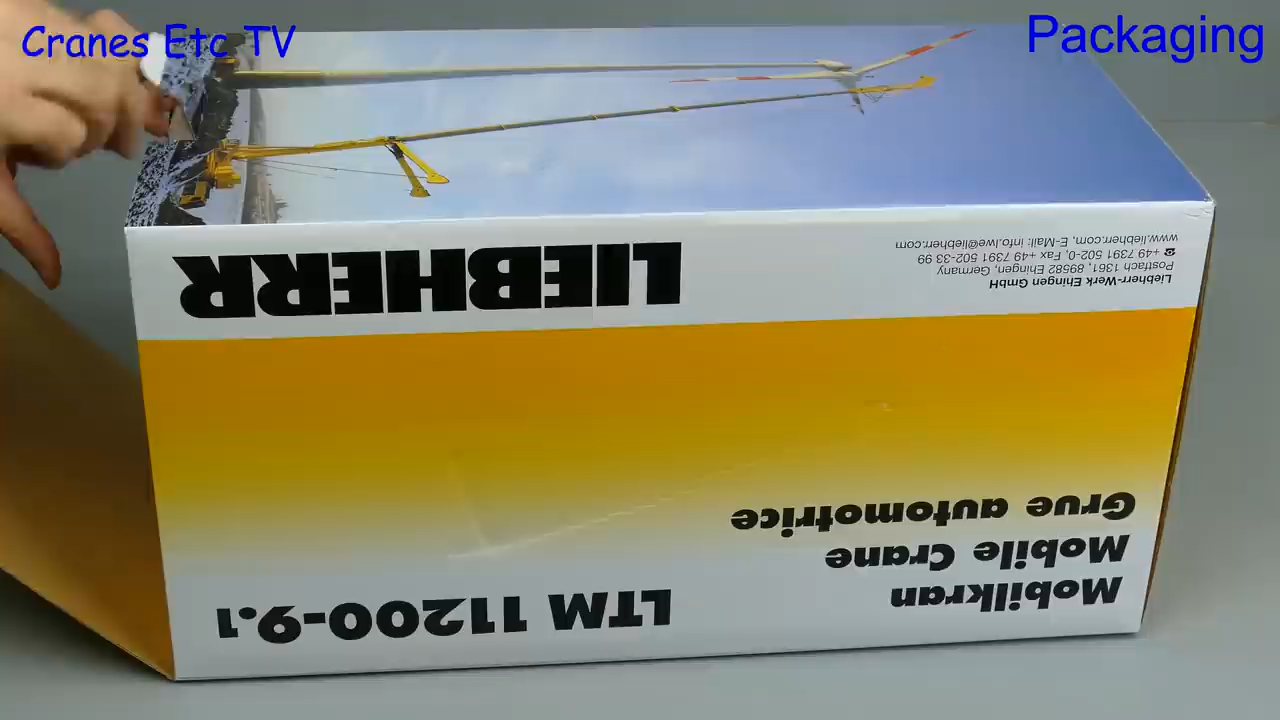 Cranes Etc TV
Packaging
Mobilkran
Mobile Crane
Grue automotrice
LTM 11200-9.1
Liebherr-Werk Ehingen GmbH
Postfach 1361, 89582 Ehingen, Germany
☎ +49 7391 502-0, Fax +49 7391 502-33 99
www.liebherr.com, E-Mail: info.lwe@liebherr.com
LIEBHERR